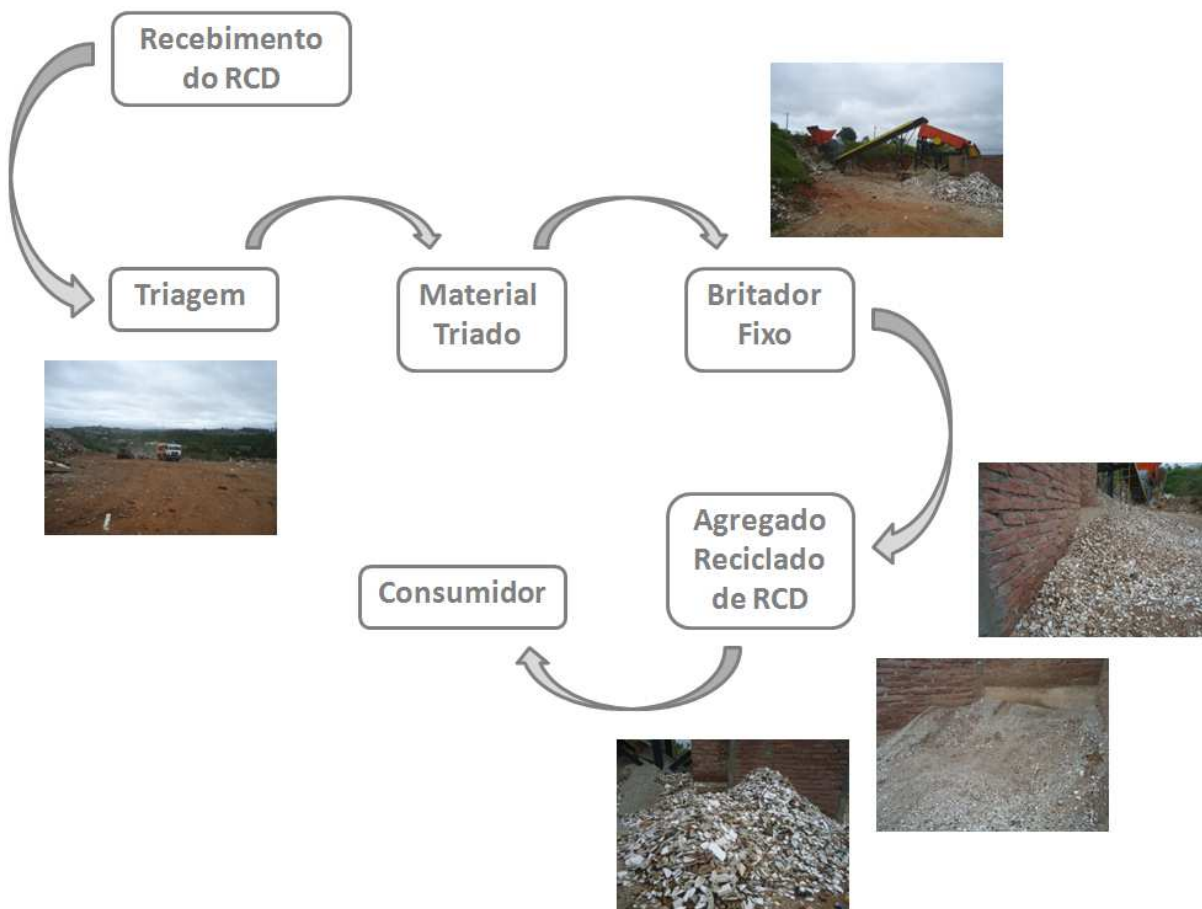 Recebimento
do RCD
Triagem
Material
Triado
Britador
Fixo
Agregado
Reciclado
de RCD
Consumidor